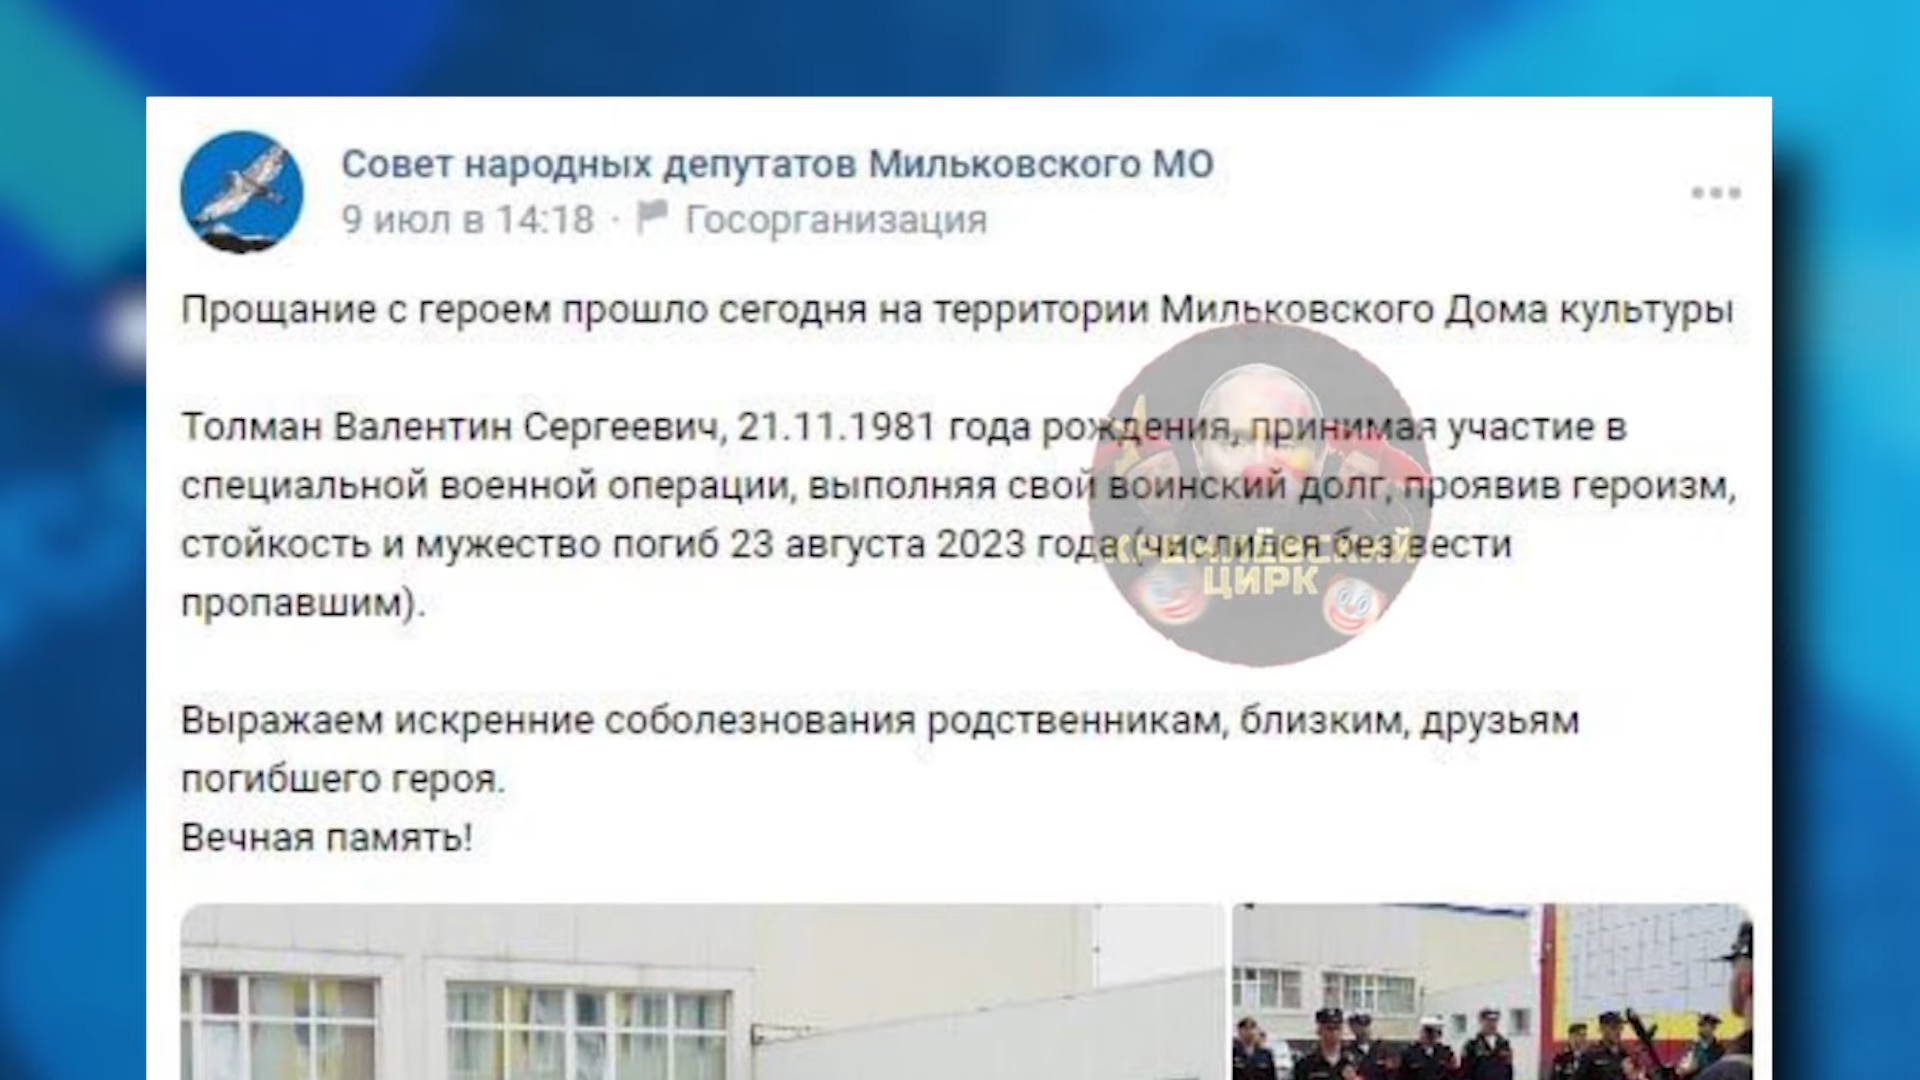 Совет народных депутатов Мильковского МО
9 июл в 14:18 · Госорганизация
Прощание с героем прошло сегодня на территории Мильковского Дома культуры
Толман Валентин Сергеевич, 21.11.1981 года рождения, принимая участие в
специальной военной операции, выполняя свой воинский долг, проявив героизм,
стойкость и мужество погиб 23 августа 2023 года (числился без вести
пропавшим).
КРЕМЛЁВСКИЙ
ЦИРК
Выражаем искренние соболезнования родственникам, близким, друзьям
погибшего героя.
Вечная память!